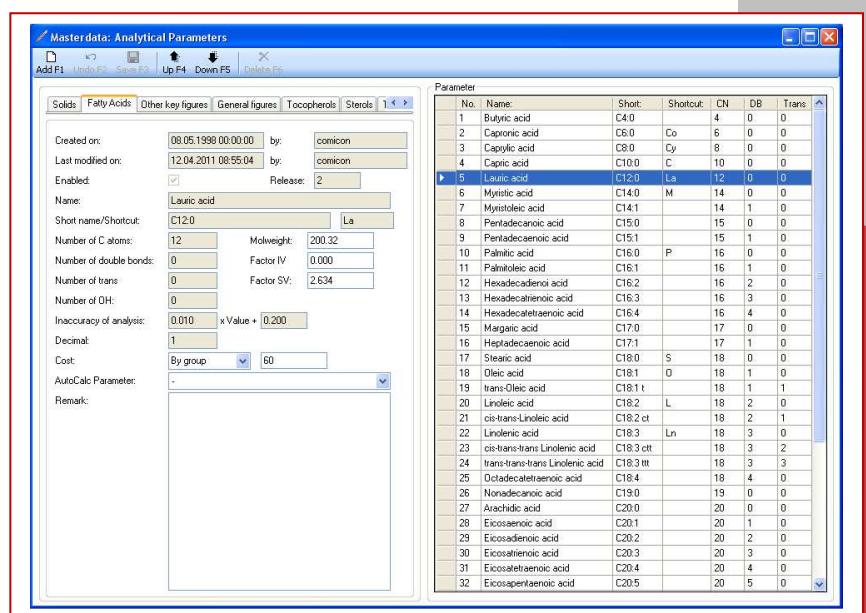 Masterdata: Analytical Parameters
Add F1 Undo F2 Save F3 Up F4 Down F5 Delete F6
Solids Fatty Acids Other key figures General figures Tocopherols Sterols
Created on: 08.05.1998 00:00:00 by: comicon
Last modified on: 12.04.2011 08:55:04 by: comicon
Enabled: Release: 2
Name: Lauric acid
Short name/Shortcut: C12:0 La
Number of C atoms: 12 Molweight: 200.32
Number of double bonds: 0 Factor IV 0.000
Number of trans 0 Factor SV: 2.634
Number of OH: 0
Inaccuracy of analysis: 0.010 x Value + 0.200
Decimal: 1
Cost: By group 60
AutoCalc Parameter: -
Remark:
Parameter
No. Name: Short: Shortcut: CN DB Trans
1 Butyric acid C4:0 4 0 0
2 Capronic acid C6:0 Co 6 0 0
3 Caprylic acid C8:0 Cy 8 0 0
4 Capric acid C10:0 C 10 0 0
5 Lauric acid C12:0 La 12 0 0
6 Myristic acid C14:0 M 14 0 0
7 Myristoleic acid C14:1 14 1 0
8 Pentadecanoic acid C15:0 15 0 0
9 Pentadecaenoic acid C15:1 15 1 0
10 Palmitic acid C16:0 P 16 0 0
11 Palmitoleic acid C16:1 16 1 0
12 Hexadecadienoi acid C16:2 16 2 0
13 Hexadecatrienoic acid C16:3 16 3 0
14 Hexadecatetraenoic acid C16:4 16 4 0
15 Margaric acid C17:0 17 0 0
16 Heptadecaenoic acid C17:1 17 1 0
17 Stearic acid C18:0 S 18 0 0
18 Oleic acid C18:1 O 18 1 0
19 trans-Oleic acid C18:1 t 18 1 1
20 Linoleic acid C18:2 L 18 2 0
21 cis-trans-Linoleic acid C18:2 ct 18 2 1
22 Linolenic acid C18:3 Ln 18 3 0
23 cis-trans-trans Linolenic acid C18:3 ctt 18 3 2
24 trans-trans-trans Linolenic acid C18:3 ttt 18 3 3
25 Octadecatetraenoic acid C18:4 18 4 0
26 Nonadecanoic acid C19:0 19 0 0
27 Arachidic acid C20:0 20 0 0
28 Eicosaenoic acid C20:1 20 1 0
29 Eicosadienoic acid C20:2 20 2 0
30 Eicosatrienoic acid C20:3 20 3 0
31 Eicosatetraenoic acid C20:4 20 4 0
32 Eicosapentaenoic acid C20:5 20 5 0